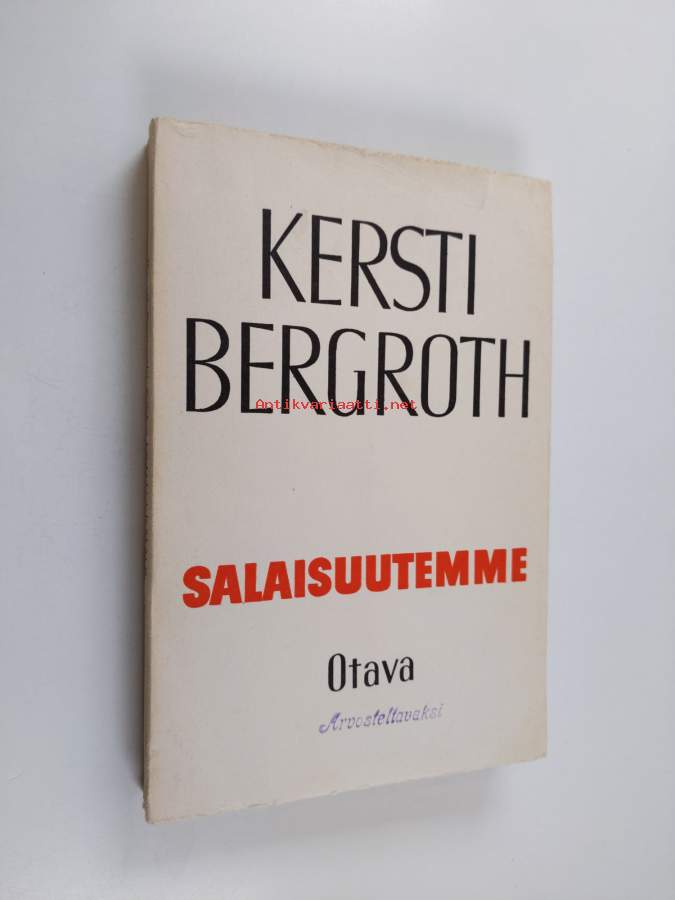 KERSTI
BERGROTH
Antikvariaatti.net
SALAISUUTEMME
Otava
Arvosteltavaksi